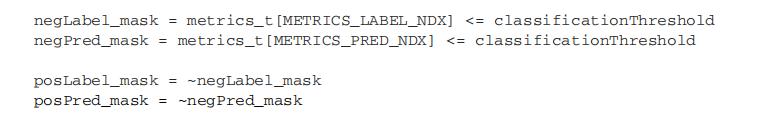 negLabel_mask = metrics_t[METRICS_LABEL_NDX] <= classificationThreshold
negPred_mask = metrics_t[METRICS_PRED_NDX] <= classificationThreshold
posLabel_mask = ~negLabel_mask
posPred_mask = ~negPred_mask